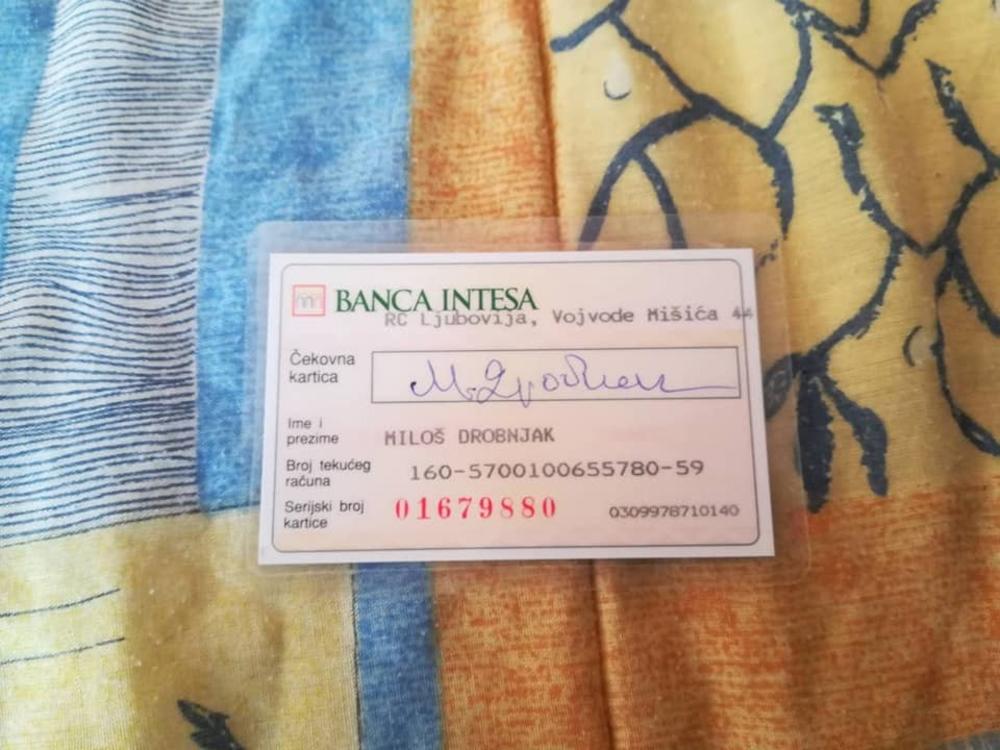 BANCA INTESA
RC Ljubovija, Vojvode Mišića 44
Čekovna
kartica
Ime i
prezime
MILOŠ DROBNJAK
Broj tekućeg
računa
160-5700100655780-59
Serijski broj
kartice
01679880
0309978710140